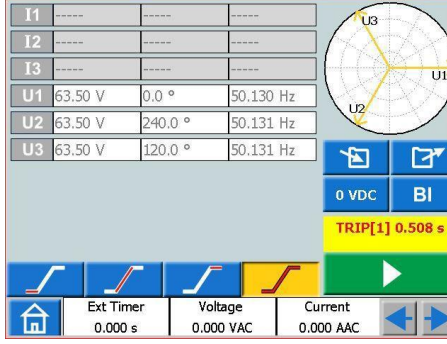 I1 ----- ----- -----
I2 ----- ----- -----
I3 ----- ----- -----
U1 63.50 V 0.0 ° 50.130 Hz
U2 63.50 V 240.0 ° 50.131 Hz
U3 63.50 V 120.0 ° 50.131 Hz
U3
U1
U2
0 VDC BI
TRIP[1] 0.508 s
Ext Timer Voltage Current
0.000 s 0.000 VAC 0.000 AAC